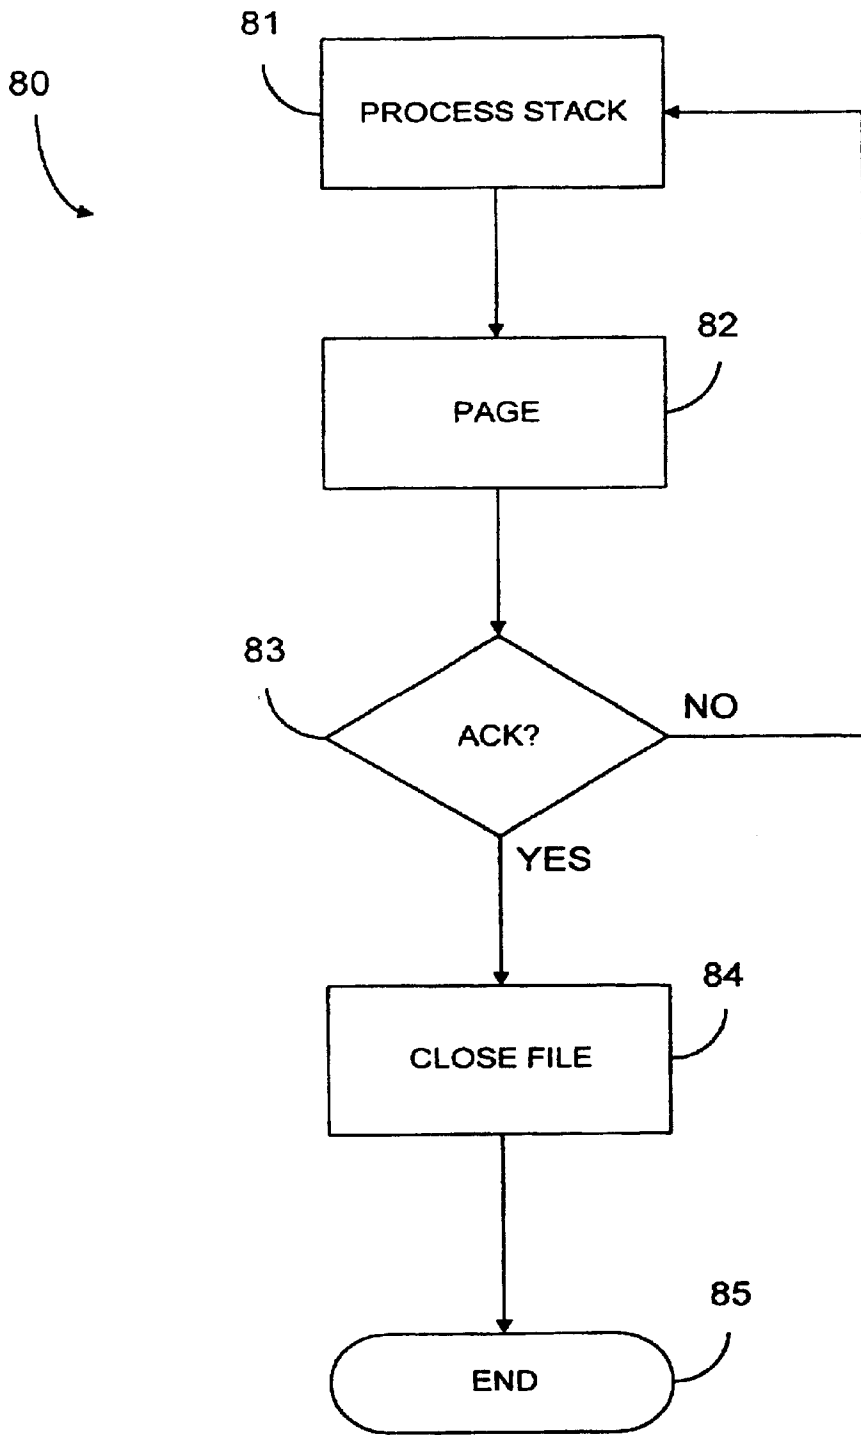 81
80
PROCESS STACK
82
PAGE
83
ACK?
NO
YES
84
CLOSE FILE
85
END